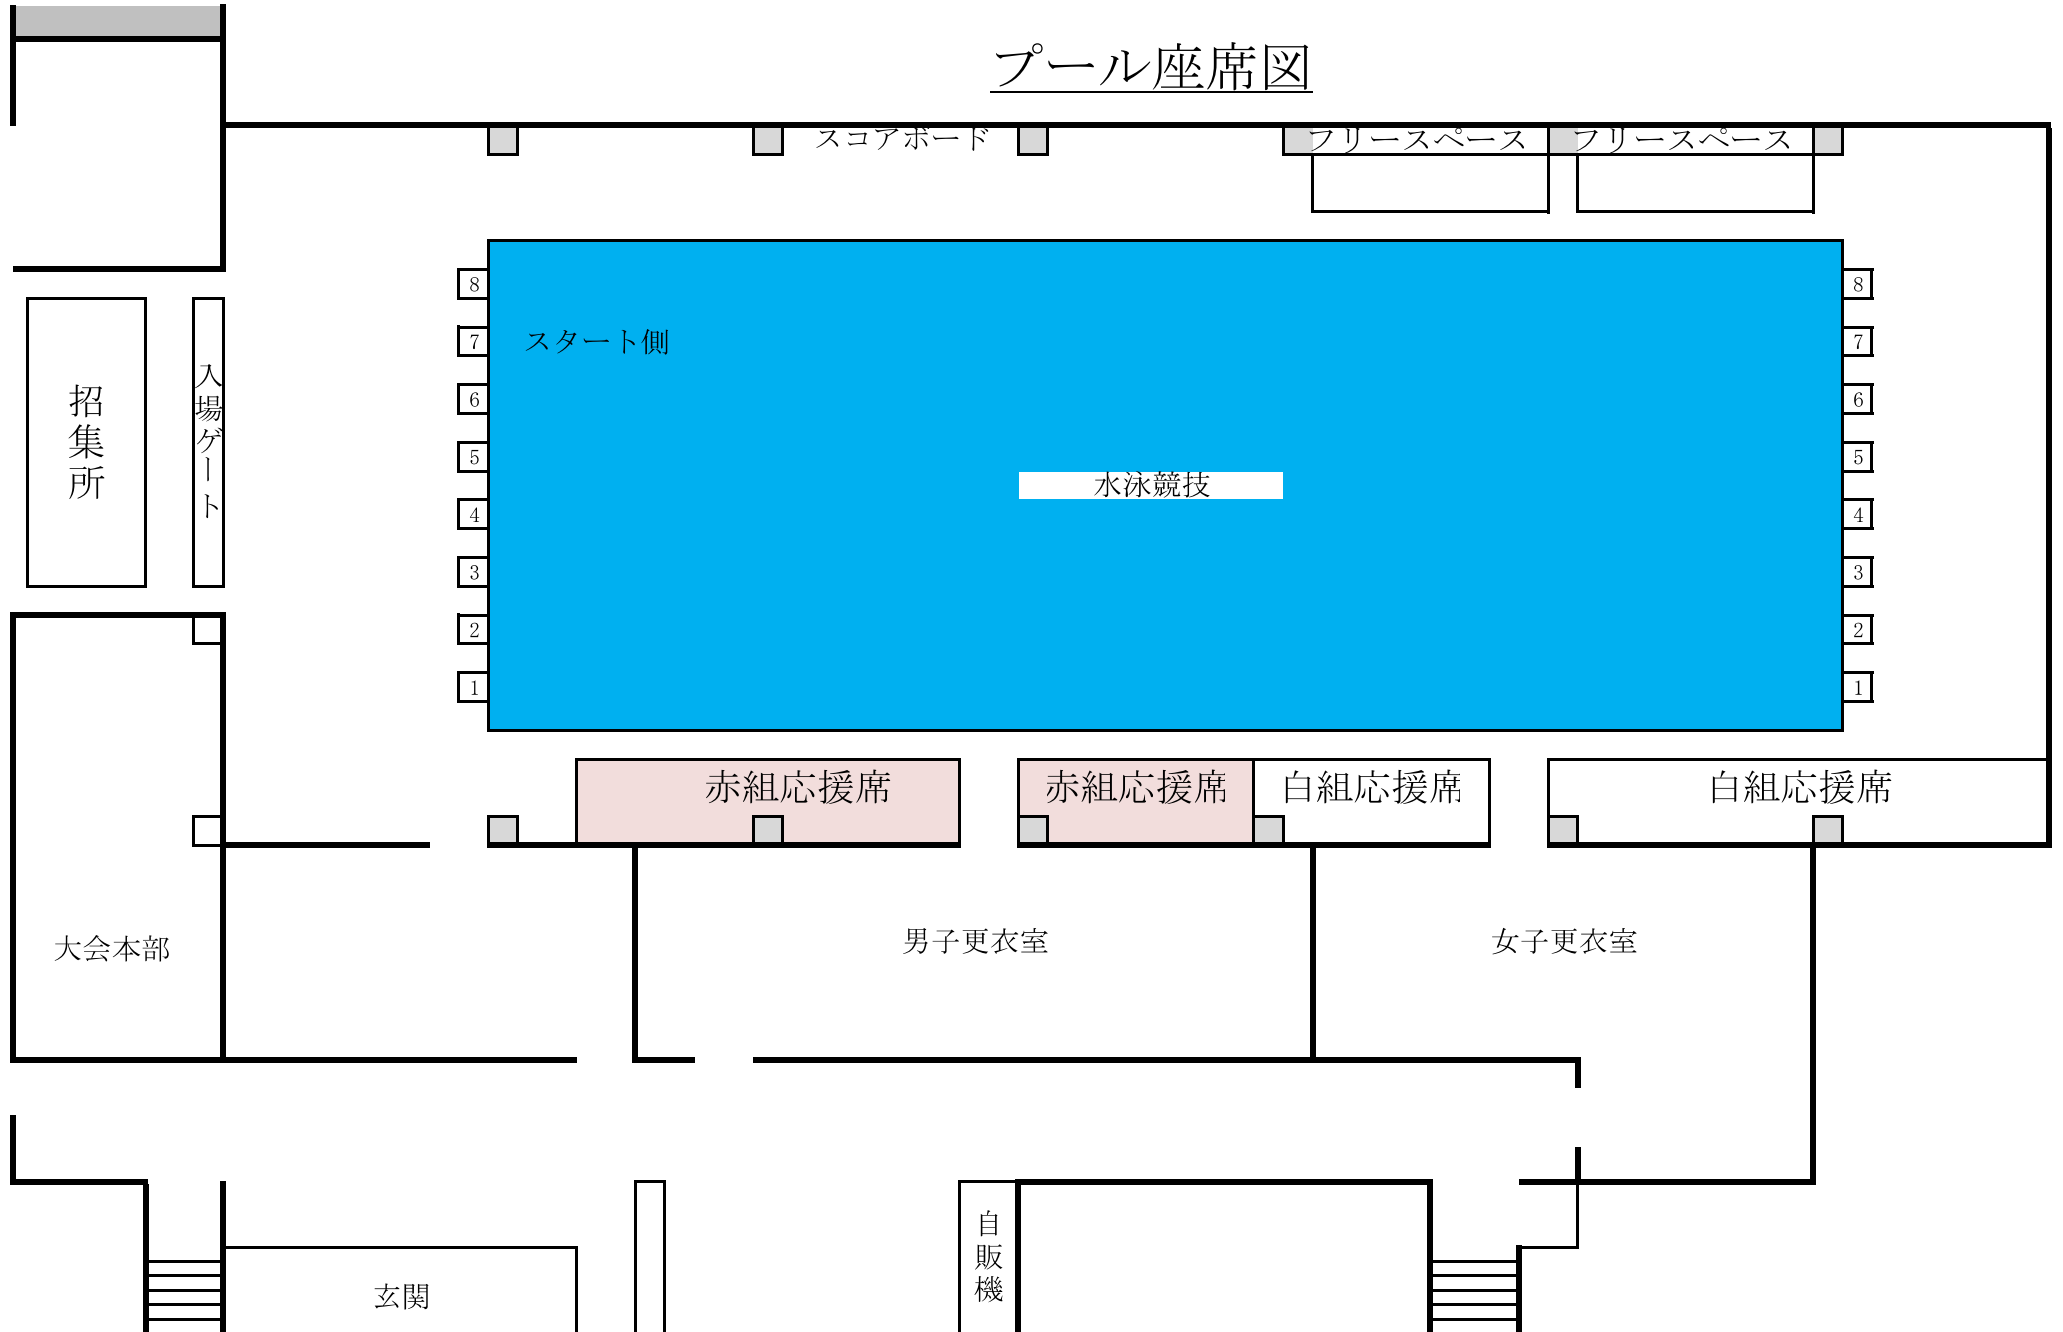 プール座席図
スコアボード
フリースペース
フリースペース
8
7
6
5
4
3
2
1
スタート側
水泳競技
8
7
6
5
4
3
2
1
招集所
入場ゲート
赤組応援席
赤組応援席
白組応援席
白組応援席
大会本部
男子更衣室
女子更衣室
玄関
自販機